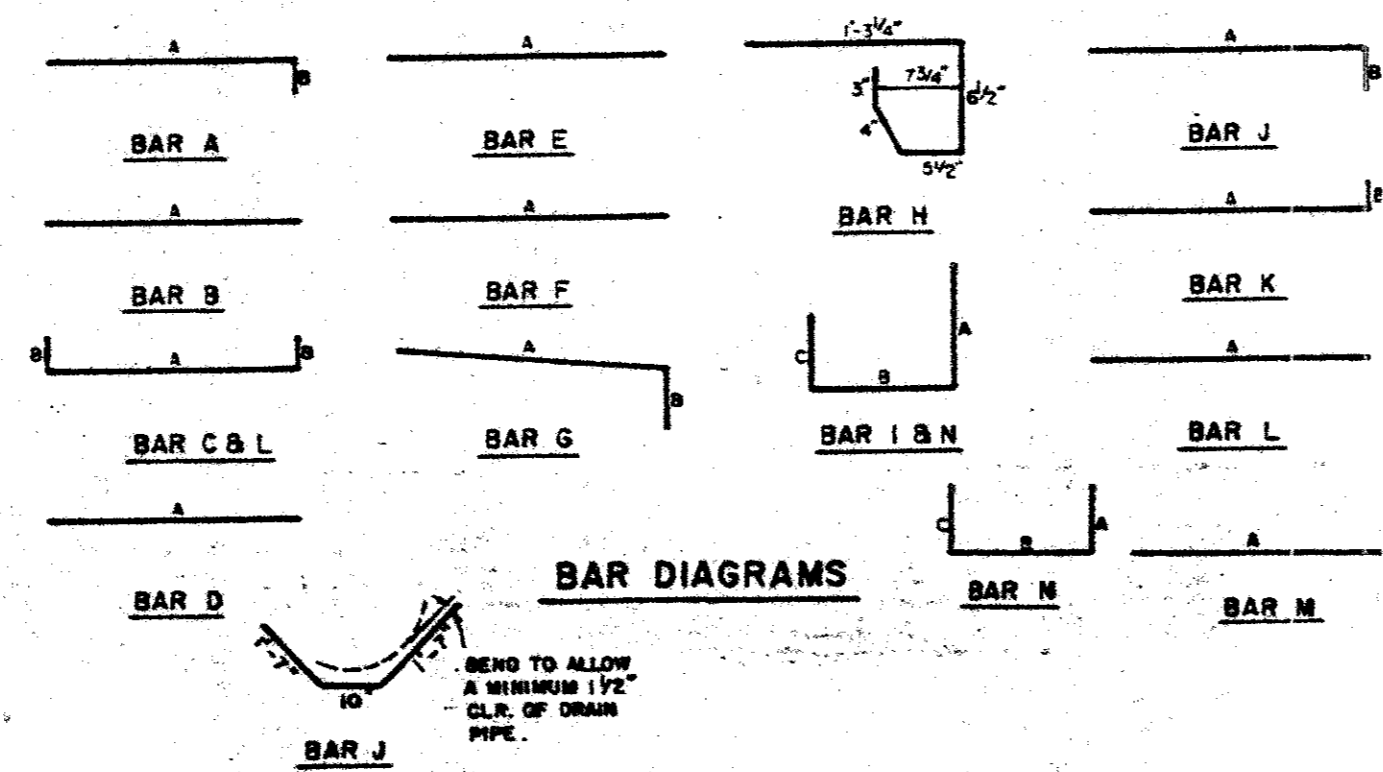 A
B
BAR A
A
BAR E
1'-3 1/4"
7 3/4"
3"
6 1/2"
4"
5 1/2"
BAR H
A
B
BAR J
A
BAR B
A
BAR F
A
B
BAR K
B
A
B
BAR C & L
A
B
BAR G
C
A
B
BAR I & N
A
BAR L
A
BAR D
BAR DIAGRAMS
C
B
A
BAR N
A
BAR M
1'-7"
10"
1'-7"
BEND TO ALLOW
A MINIMUM 1 1/2"
CLR. OF DRAIN
PIPE.
BAR J